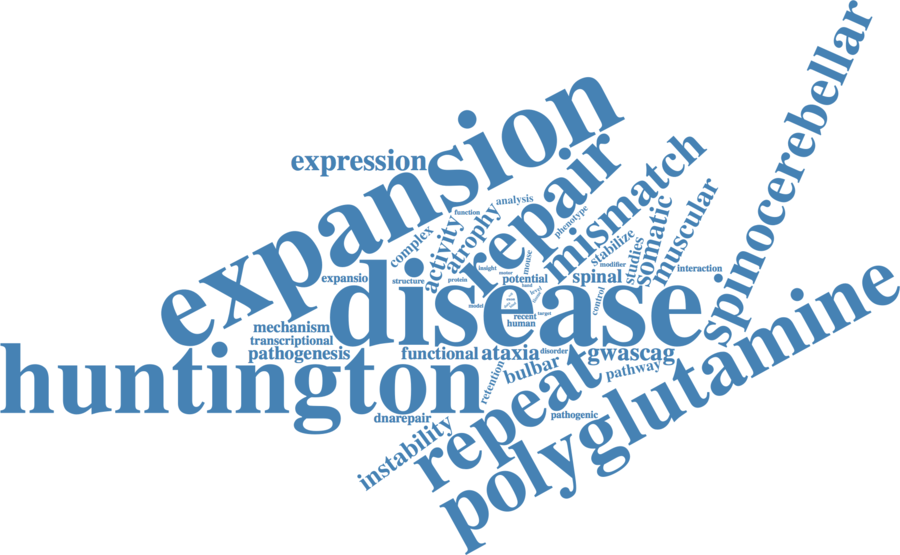 spinocerebellar
expansion
expression
repair
mismatch
somatic
muscular
analysis
function
phenotype
atrophy
activity
complex
stabilize
studies
mouse
insight
modifier
interaction
expansio
structure
protein
potential
spinal
disease
control
model
recent
human
target
mechanism
transcriptional
pathogenesis
functional
ataxia
disorder
gwascag
huntington
retention
bulbar
repeat
pathway
polyglutamine
dnarepair
pathogenic
instability